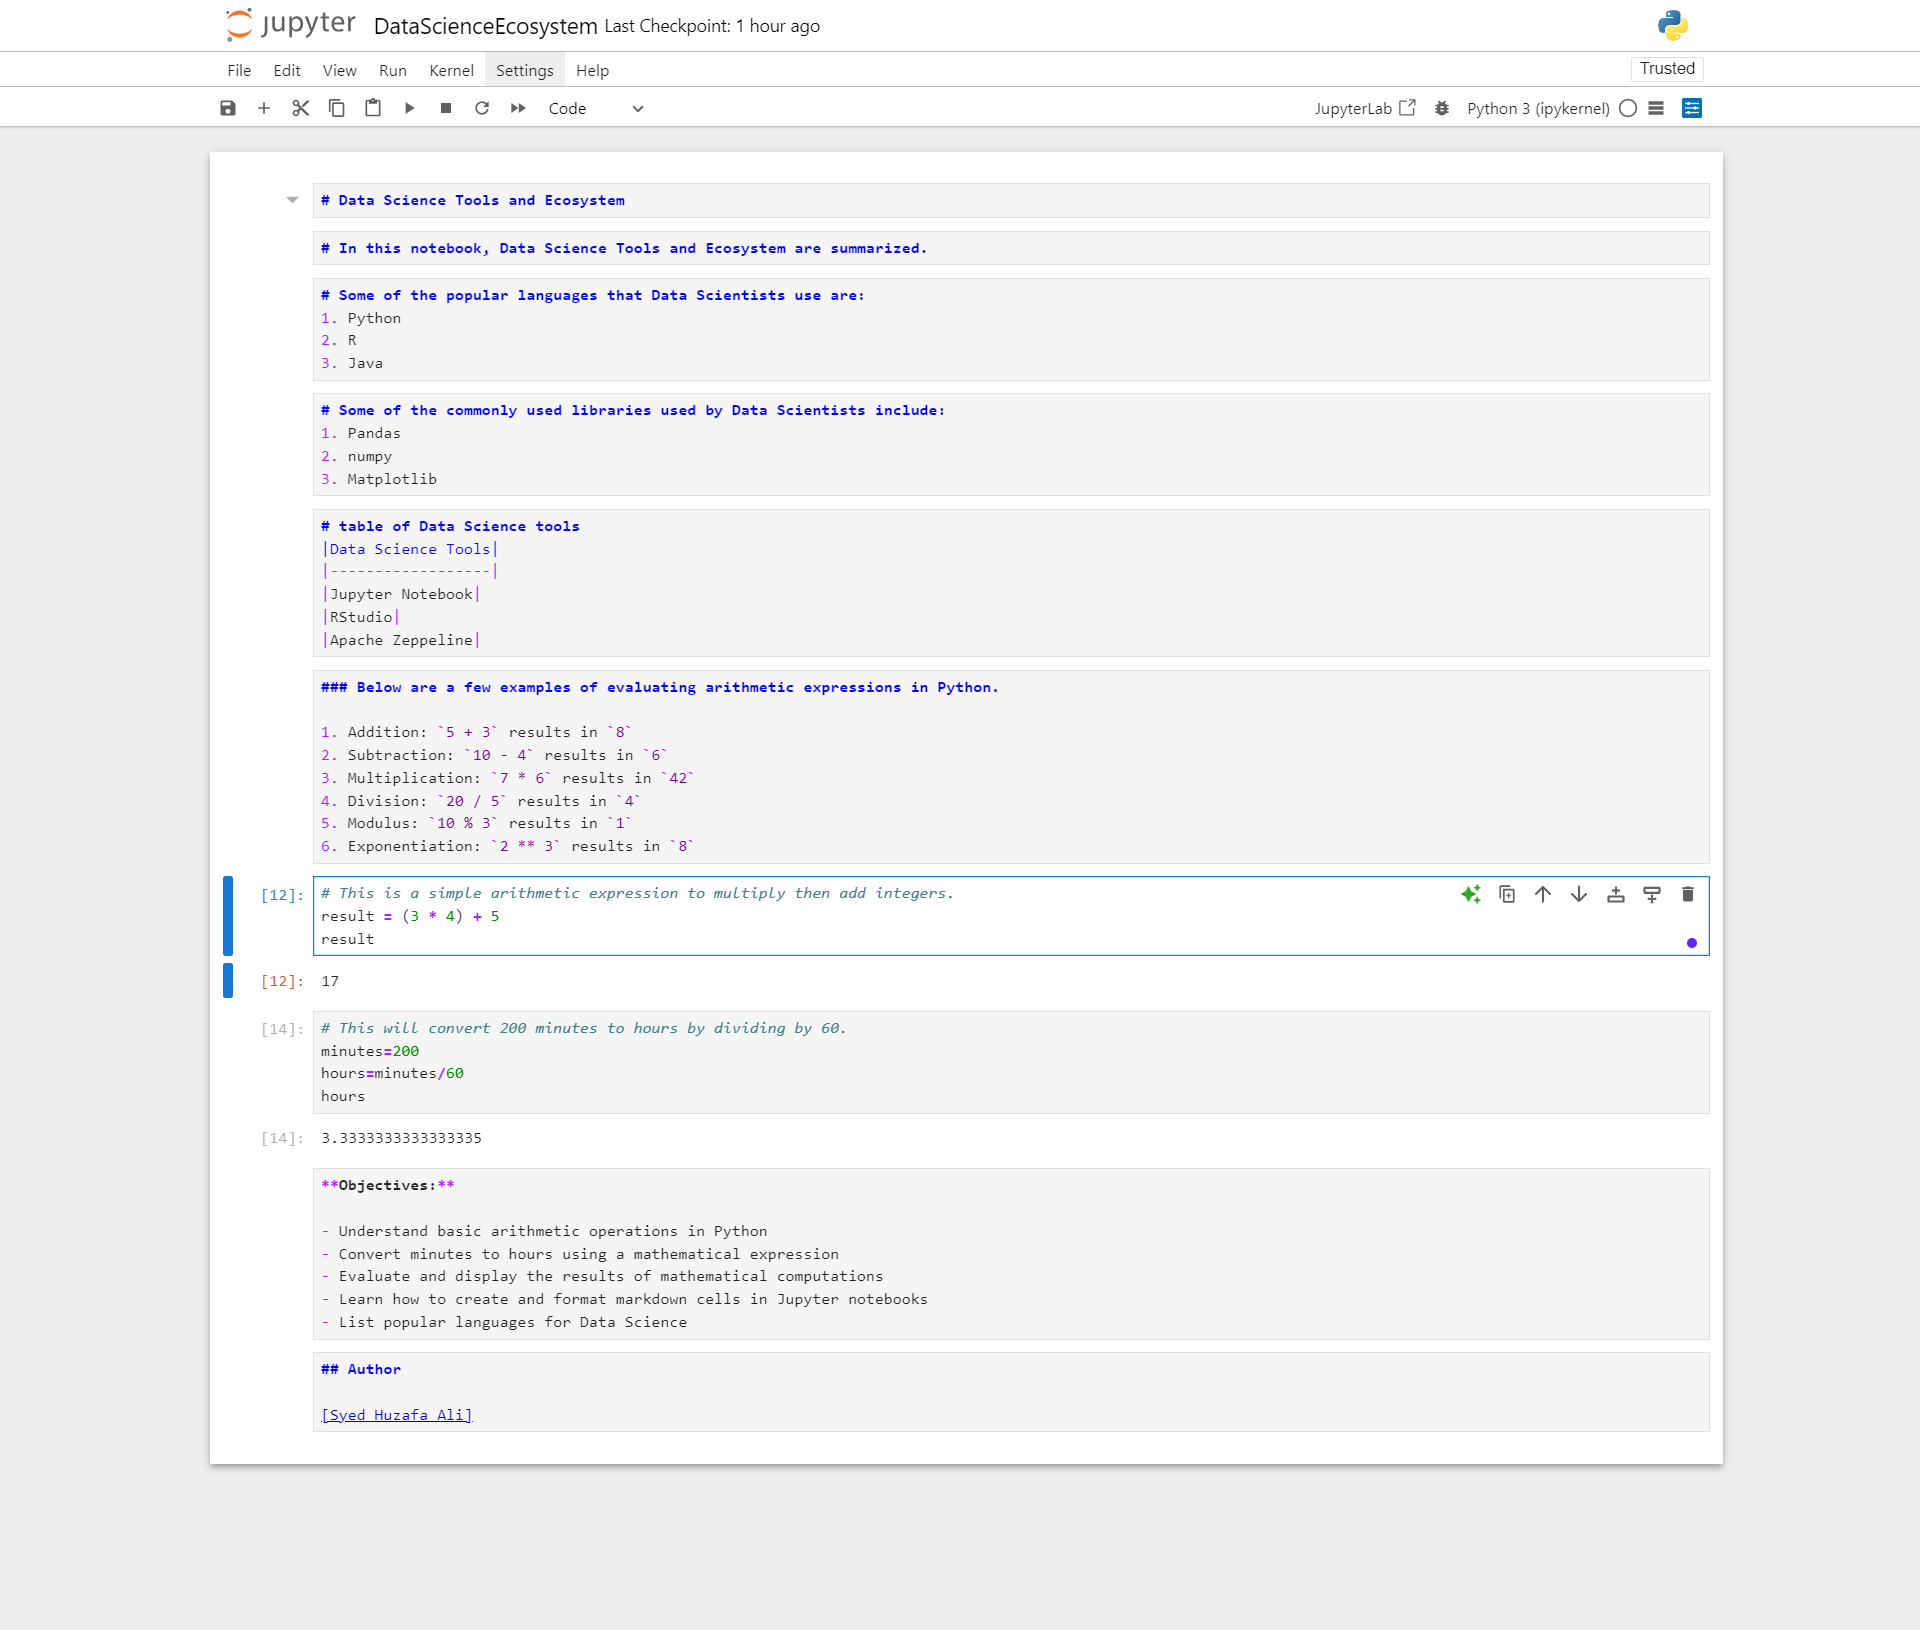 jupyter DataScienceEcosystem Last Checkpoint: 1 hour ago
File Edit View Run Kernel Settings Help Trusted
Code JupyterLab Python 3 (ipykernel)
# Data Science Tools and Ecosystem
# In this notebook, Data Science Tools and Ecosystem are summarized.
# Some of the popular languages that Data Scientists use are:
1. Python
2. R
3. Java
# Some of the commonly used libraries used by Data Scientists include:
1. Pandas
2. numpy
3. Matplotlib
# table of Data Science tools
|Data Science Tools|
|------------------|
|Jupyter Notebook|
|RStudio|
|Apache Zeppeline|
### Below are a few examples of evaluating arithmetic expressions in Python.
1. Addition: `5 + 3` results in `8`
2. Subtraction: `10 - 4` results in `6`
3. Multiplication: `7 * 6` results in `42`
4. Division: `20 / 5` results in `4`
5. Modulus: `10 % 3` results in `1`
6. Exponentiation: `2 ** 3` results in `8`
[12]: # This is a simple arithmetic expression to multiply then add integers.
result = (3 * 4) + 5
result
[12]: 17
[14]: # This will convert 200 minutes to hours by dividing by 60.
minutes=200
hours=minutes/60
hours
[14]: 3.3333333333333335
**Objectives:**
- Understand basic arithmetic operations in Python
- Convert minutes to hours using a mathematical expression
- Evaluate and display the results of mathematical computations
- Learn how to create and format markdown cells in Jupyter notebooks
- List popular languages for Data Science
## Author
[Syed Huzafa Ali]